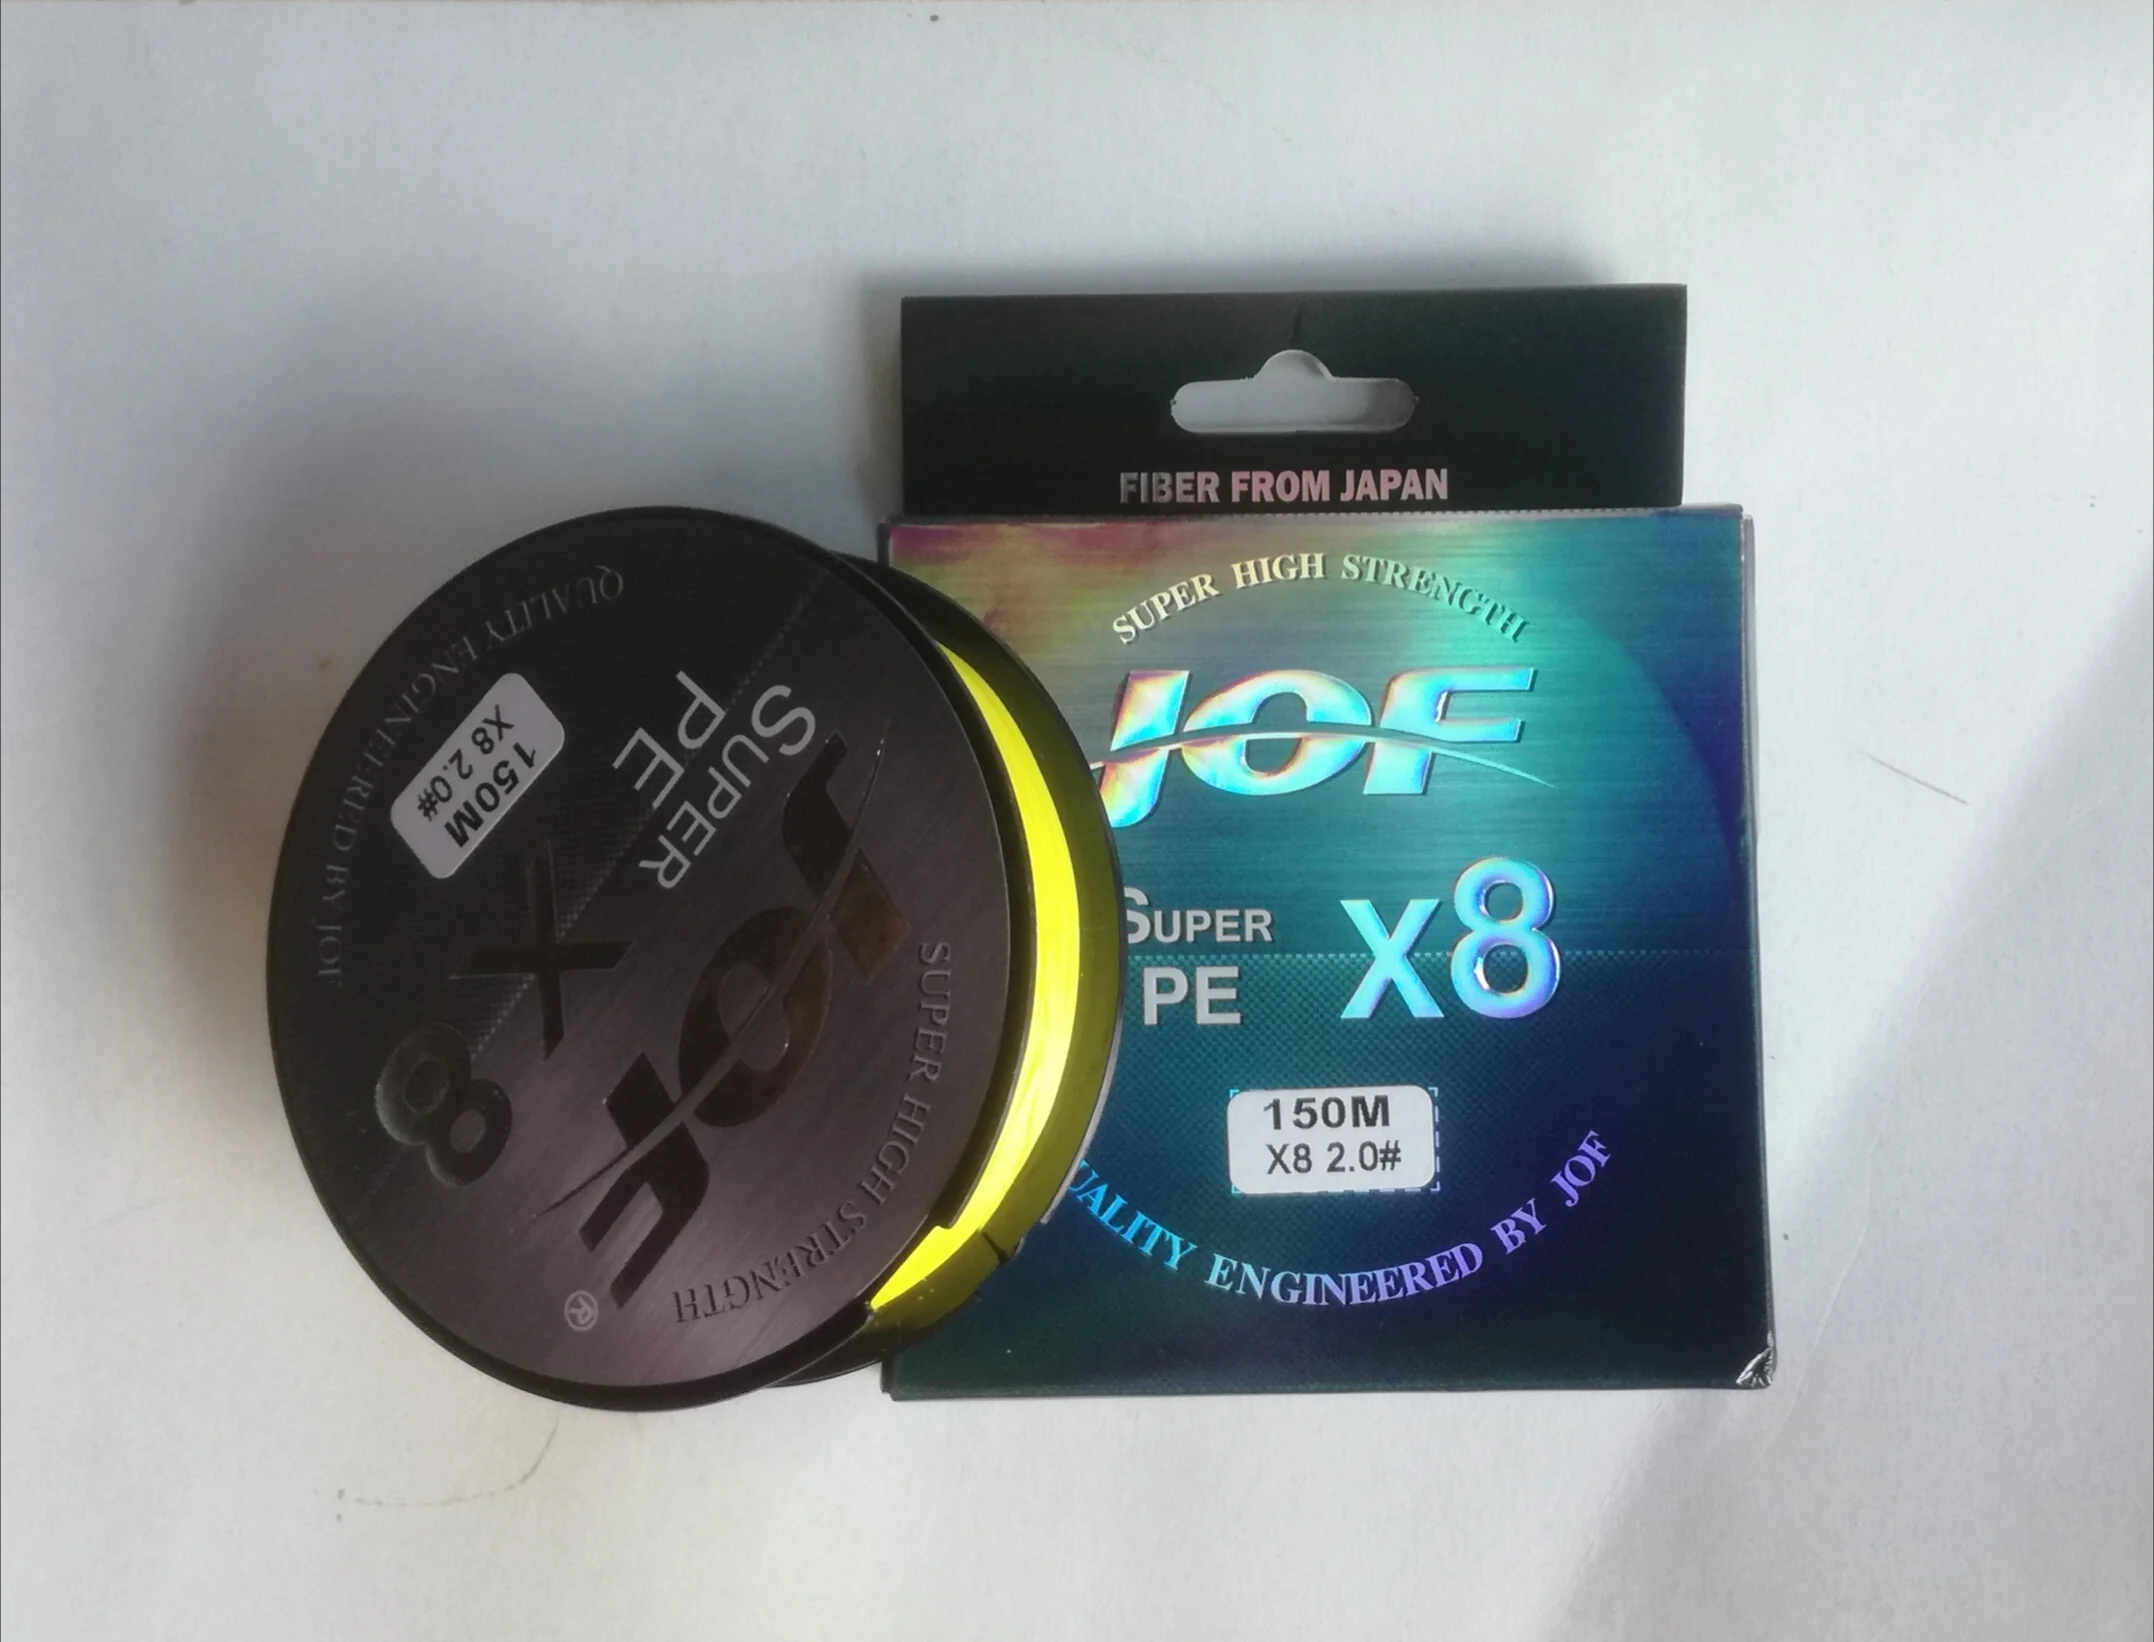 FIBER FROM JAPAN
SUPER HIGH STRENGTH
JOF
SUPER
PE
X8
150M
X8 2.0#
UALITY ENGINEERED BY JOF
SUPER HIGH STRENGTH
JOF
®
SUPER
PE
X8
150M
X8 2.0#
QUALITY ENGINEERED BY JOF